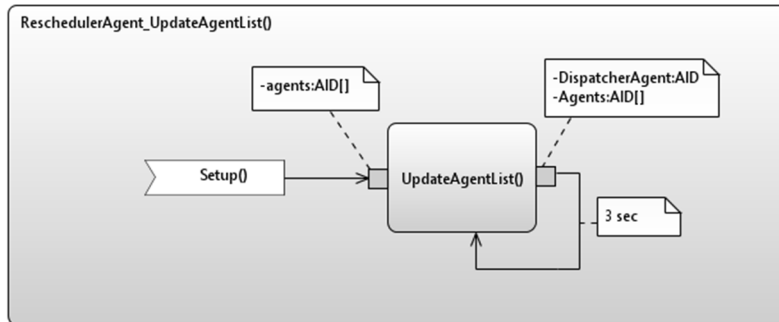 ReschedulerAgent_UpdateAgentList()
-agents:AID[]
-DispatcherAgent:AID
-Agents:AID[]
Setup()
UpdateAgentList()
3 sec